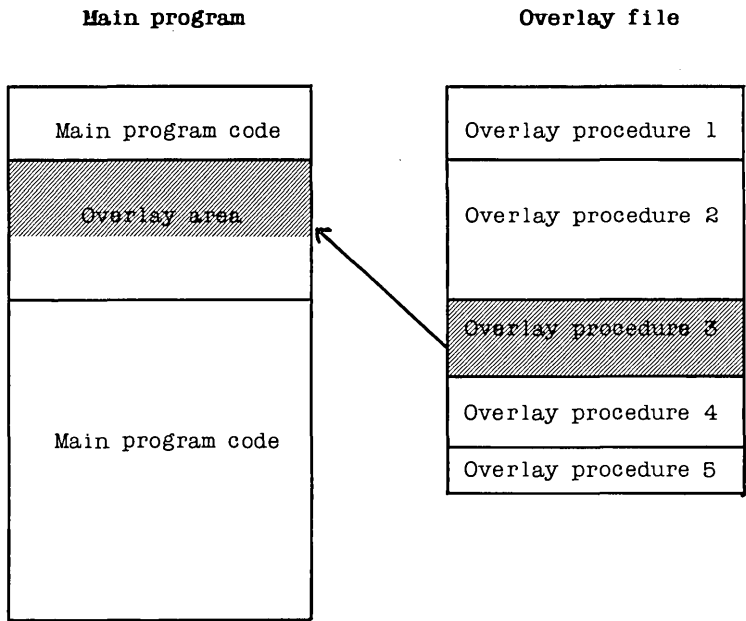 Main program
Overlay file
Main program code
Overlay area
Main program code
Overlay procedure 1
Overlay procedure 2
Overlay procedure 3
Overlay procedure 4
Overlay procedure 5